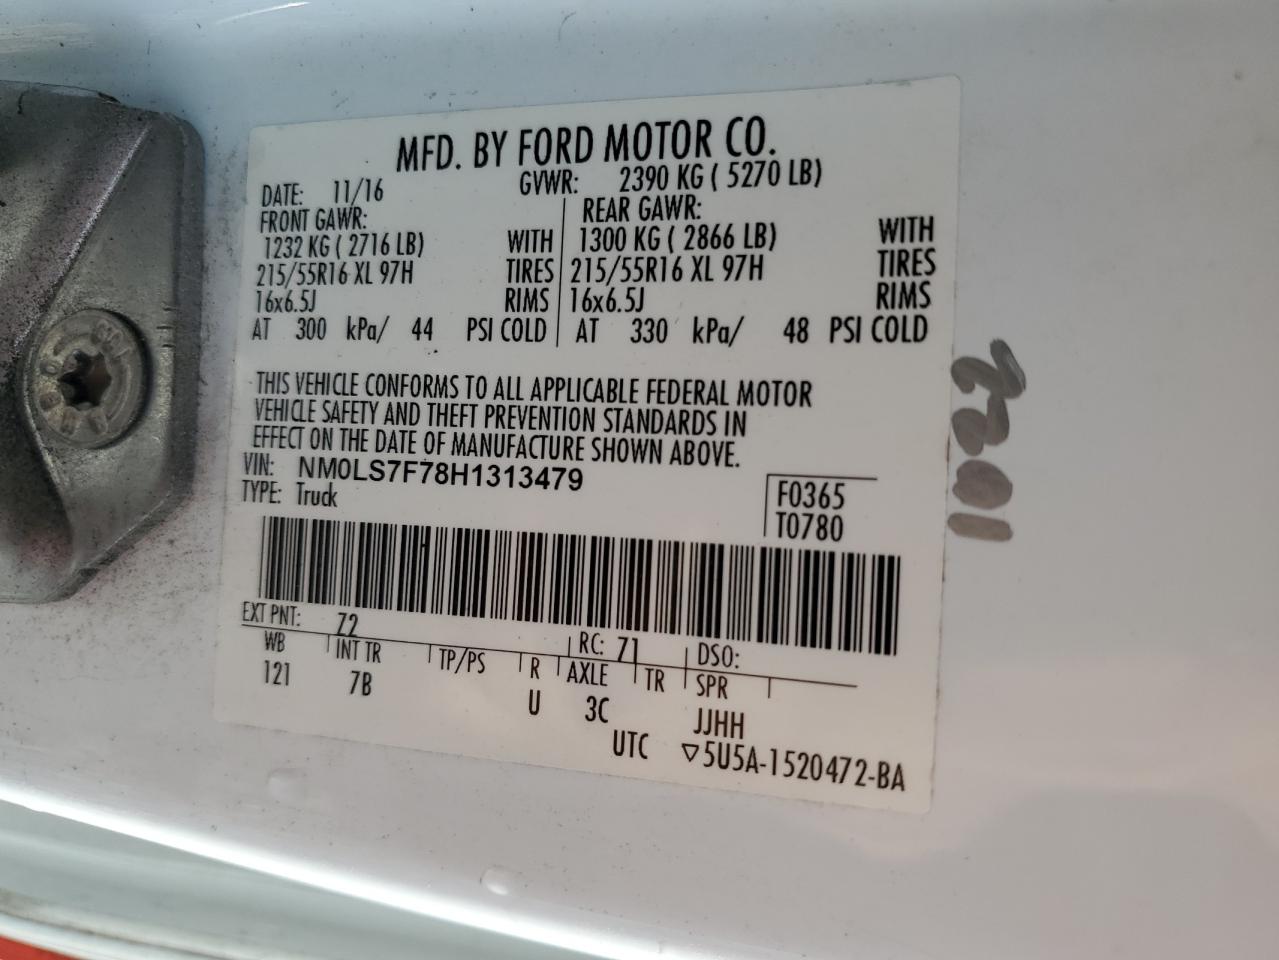 MFD. BY FORD MOTOR CO.
DATE: 11/16 GVWR: 2390 KG ( 5270 LB)
FRONT GAWR: REAR GAWR:
1232 KG ( 2716 LB) WITH 1300 KG ( 2866 LB) WITH
215/55R16 XL 97H TIRES 215/55R16 XL 97H TIRES
16x6.5J RIMS 16x6.5J RIMS
AT 300 kPa/ 44 PSI COLD AT 330 kPa/ 48 PSI COLD
THIS VEHICLE CONFORMS TO ALL APPLICABLE FEDERAL MOTOR
VEHICLE SAFETY AND THEFT PREVENTION STANDARDS IN
EFFECT ON THE DATE OF MANUFACTURE SHOWN ABOVE.
VIN: NM0LS7F78H1313479
TYPE: Truck
F0365
T0780
EXT PNT: Z2 RC: 71 DSO:
WB INT TR TP/PS R AXLE TR SPR
121 7B U 3C JJHH
UTC ▽5U5A-1520472-BA
2201